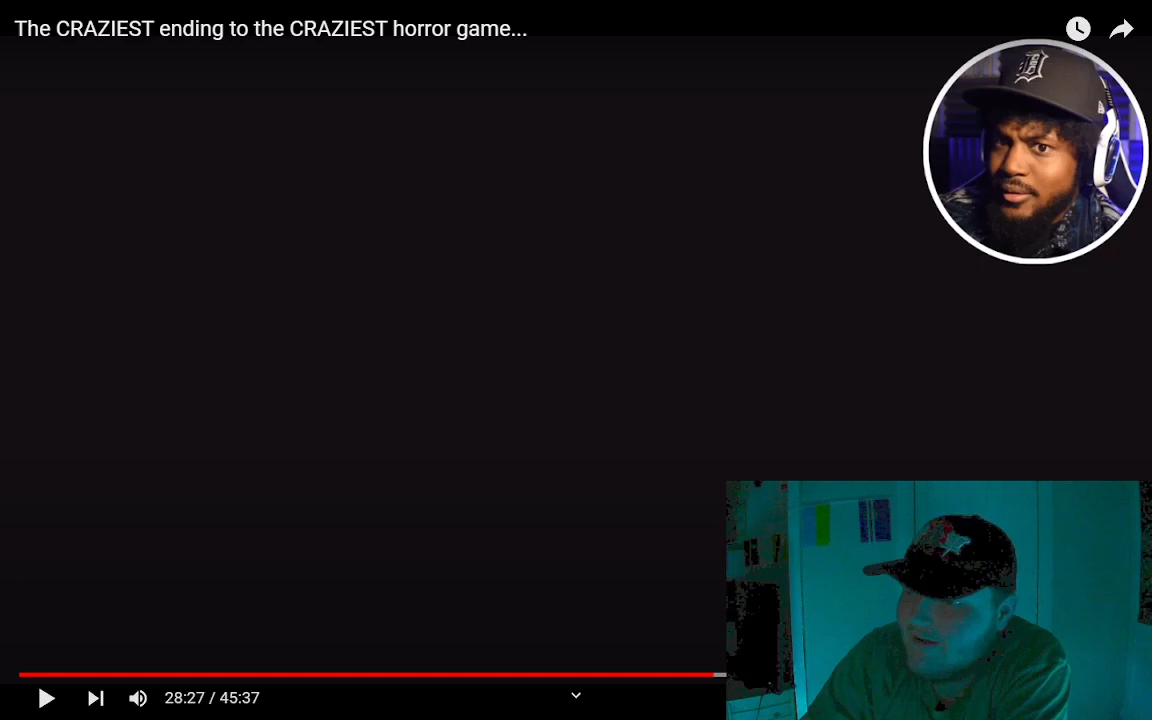 The CRAZIEST ending to the CRAZIEST horror game...
28:27 / 45:37